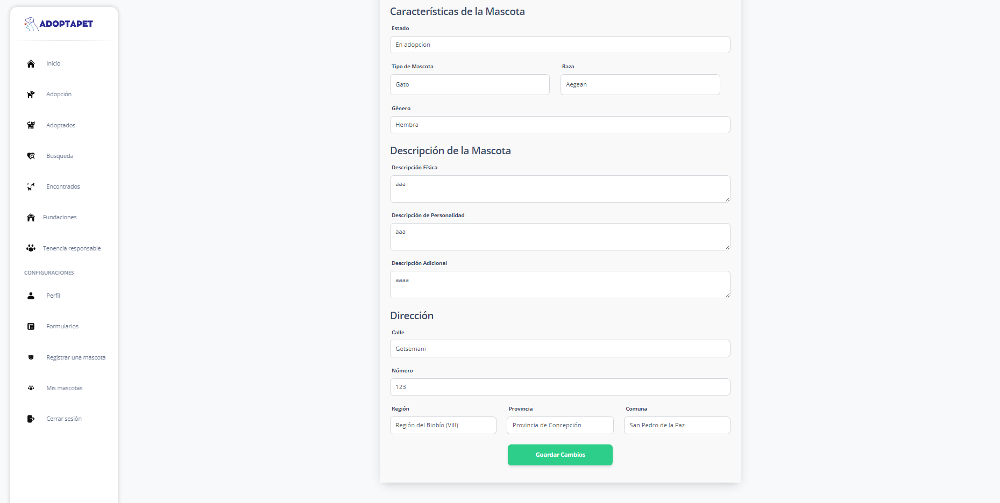 ADOPTAPET
Inicio
Adopción
Adoptados
Busqueda
Encontrados
Fundaciones
Tenencia responsable
CONFIGURACIONES
Perfil
Formularios
Registrar una mascota
Mis mascotas
Cerrar sesión
Características de la Mascota
Estado
En adopcion
Tipo de Mascota
Raza
Gato
Aegean
Género
Hembra
Descripción de la Mascota
Descripción Física
aaa
Descripción de Personalidad
aaa
Descripción Adicional
aaaa
Dirección
Calle
Getsemani
Número
123
Región
Provincia
Comuna
Región del Biobío (VIII)
Provincia de Concepción
San Pedro de la Paz
Guardar Cambios